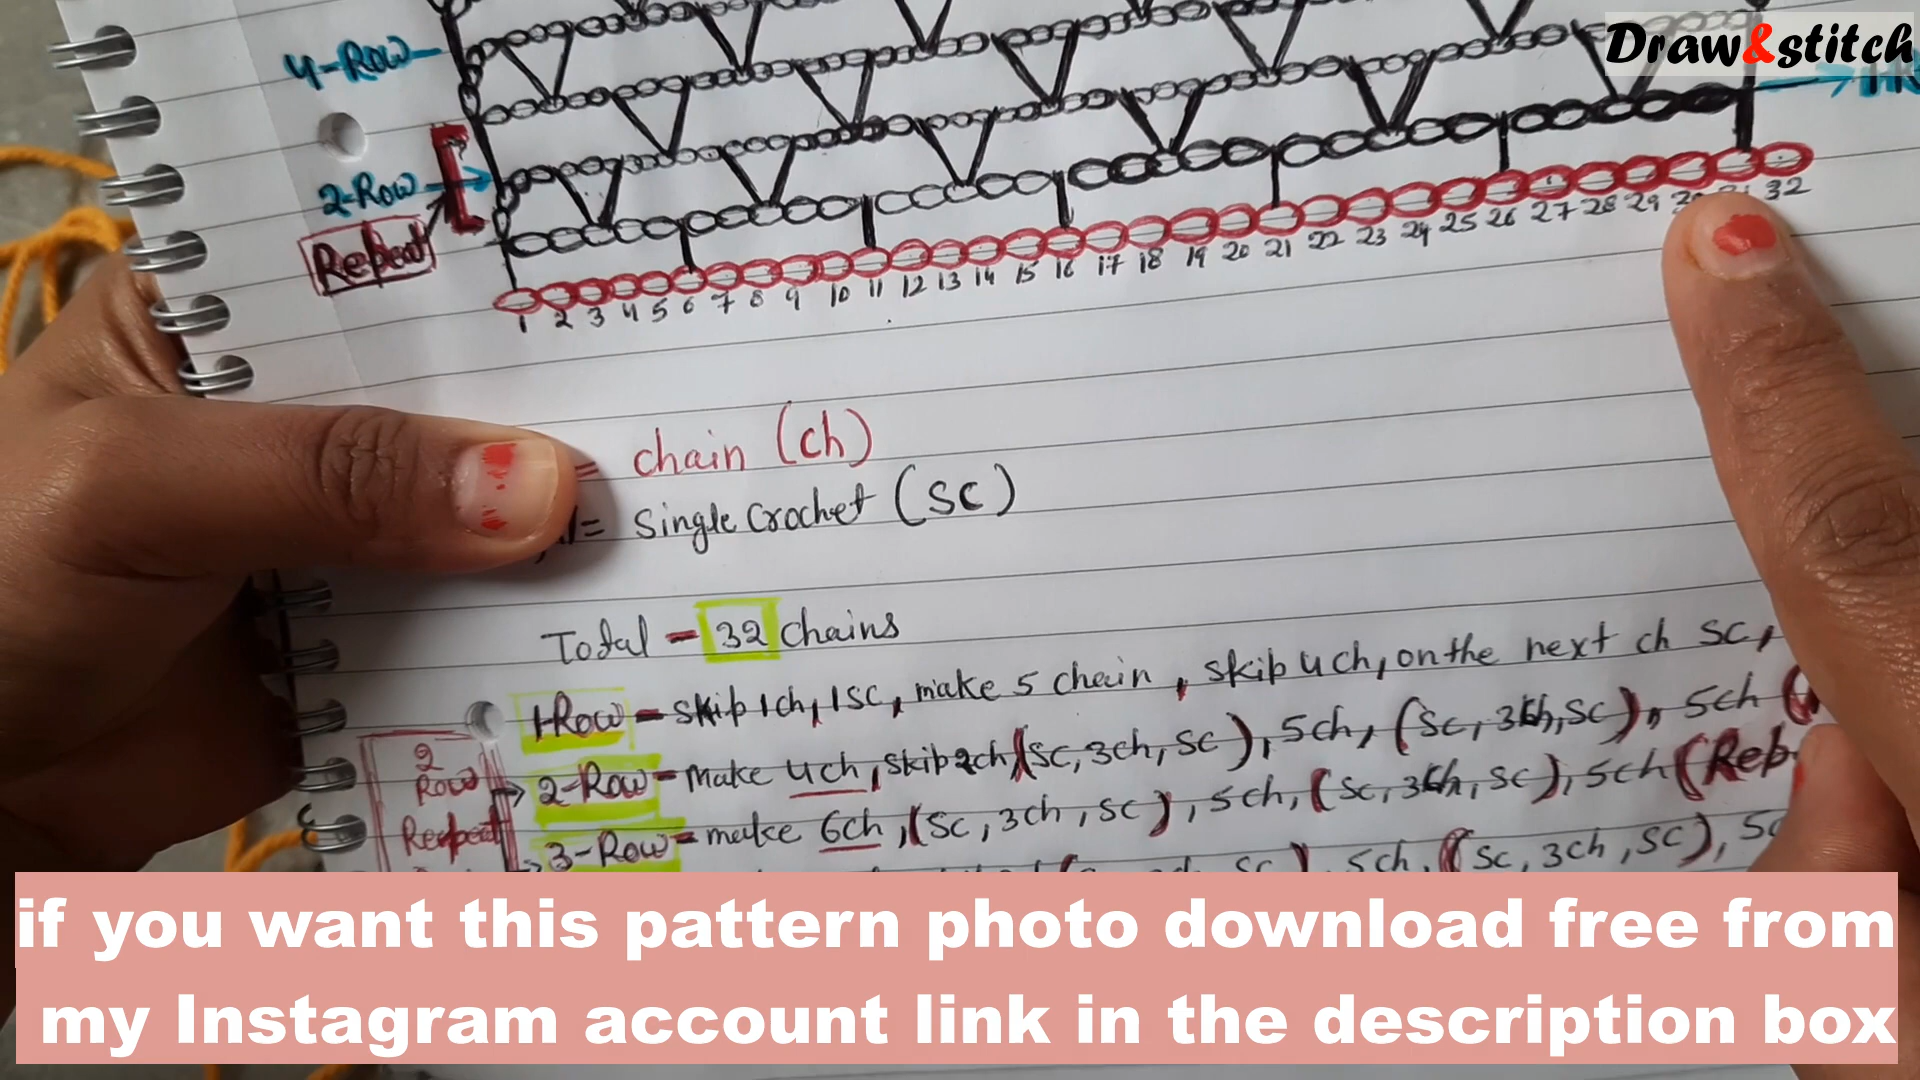 Draw&stitch
4-Row
2-Row
Repeat
1 2 3 4 5 6 7 8 9 10 11 12 13 14 15 16 17 18 19 20 21 22 23 24 25 26 27 28 29 30 31 32
= chain (ch)
= Single Crochet (SC)
Total - 32 chains
1-Row - skip 1ch, 1SC, make 5 chain, skip 4ch, on the next ch SC,
2-Row - Make 4ch, skip 2ch, (SC, 3ch, SC), 5ch, (SC, 3ch, SC), 5ch (
3-Row = make 6ch, (SC, 3ch, SC), 5ch, (SC, 3ch, SC), 5ch (Rep
SC), 5ch, (SC, 3ch, SC), 5c
2
Row
Repeat
if you want this pattern photo download free from
my Instagram account link in the description box